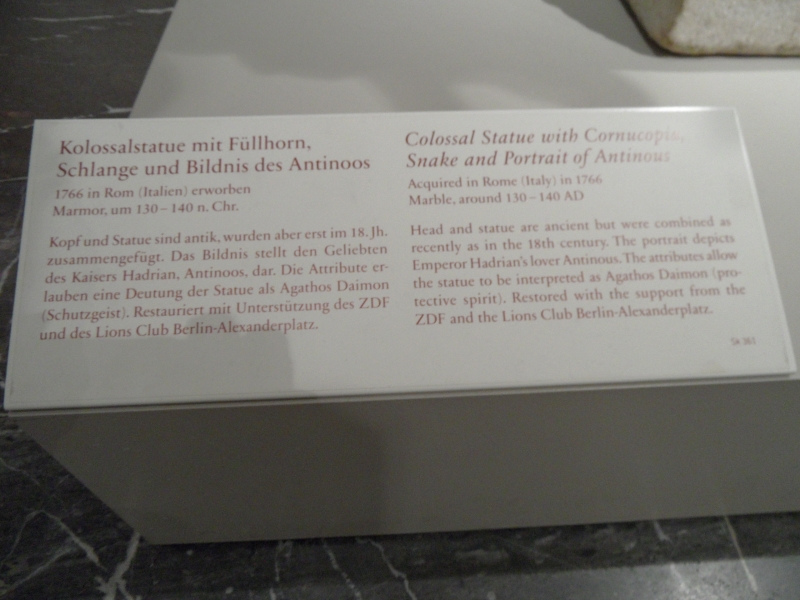 Kolossalstatue mit Füllhorn,
Schlange und Bildnis des Antinoos
1766 in Rom (Italien) erworben
Marmor, um 130 – 140 n. Chr.
Kopf und Statue sind antik, wurden aber erst im 18. Jh.
zusammengefügt. Das Bildnis stellt den Geliebten
des Kaisers Hadrian, Antinoos, dar. Die Attribute er-
lauben eine Deutung der Statue als Agathos Daimon
(Schutzgeist). Restauriert mit Unterstützung des ZDF
und des Lions Club Berlin-Alexanderplatz.
Colossal Statue with Cornucopia,
Snake and Portrait of Antinous
Acquired in Rome (Italy) in 1766
Marble, around 130 – 140 AD
Head and statue are ancient but were combined as
recently as in the 18th century. The portrait depicts
Emperor Hadrian's lover Antinous. The attributes allow
the statue to be interpreted as Agathos Daimon (pro-
tective spirit). Restored with the support from the
ZDF and the Lions Club Berlin-Alexanderplatz.
Sk 361